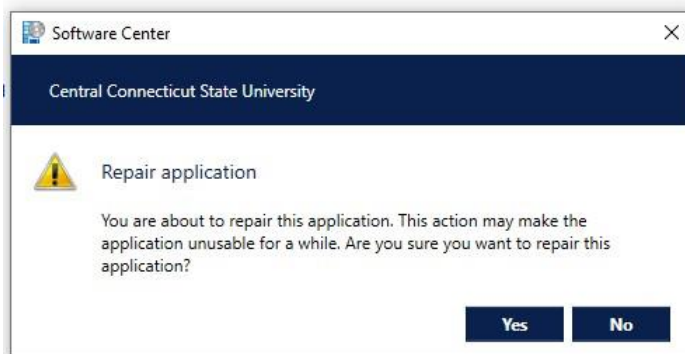 Software Center
Central Connecticut State University
Repair application
You are about to repair this application. This action may make the
application unusable for a while. Are you sure you want to repair this
application?
Yes No